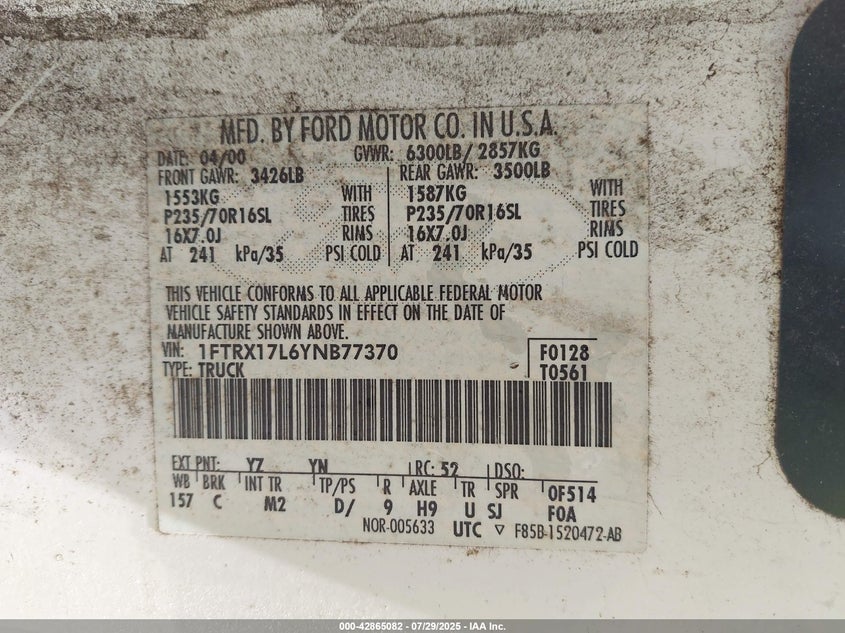 MFD. BY FORD MOTOR CO. IN U.S.A.
DATE: 04/00 GVWR: 6300LB/ 2857KG
FRONT GAWR: 3426LB REAR GAWR: 3500LB
1553KG WITH 1587KG WITH
P235/70R16SL TIRES P235/70R16SL TIRES
16X7.0J RIMS 16X7.0J RIMS
AT 241 kPa/35 PSI COLD AT 241 kPa/35 PSI COLD
THIS VEHICLE CONFORMS TO ALL APPLICABLE FEDERAL MOTOR
VEHICLE SAFETY STANDARDS IN EFFECT ON THE DATE OF
MANUFACTURE SHOWN ABOVE.
VIN: 1FTRX17L6YNB77370 F0128
TYPE: TRUCK T0561
EXT PNT: YZ YN RC: 52 DSO:
WB BRK INT TR TP/PS R AXLE TR SPR 0F514
157 C M2 D/ 9 H9 U SJ F0A
NOR-005633 UTC ▽ F85B-1520472-AB
000-42865082 - 07/29/2025 - IAA Inc.